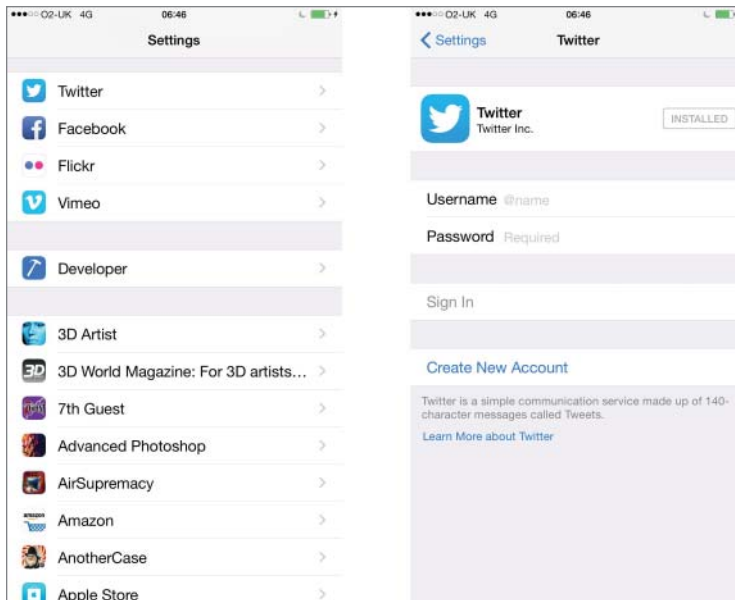 O2-UK 4G 06:46
Settings
Twitter
Facebook
Flickr
Vimeo
Developer
3D Artist
3D World Magazine: For 3D artists...
7th Guest
Advanced Photoshop
AirSupremacy
Amazon
AnotherCase
Apple Store
O2-UK 4G 06:46
Settings Twitter
Twitter
Twitter Inc.
INSTALLED
Username @name
Password Required
Sign In
Create New Account
Twitter is a simple communication service made up of 140-
character messages called Tweets.
Learn More about Twitter